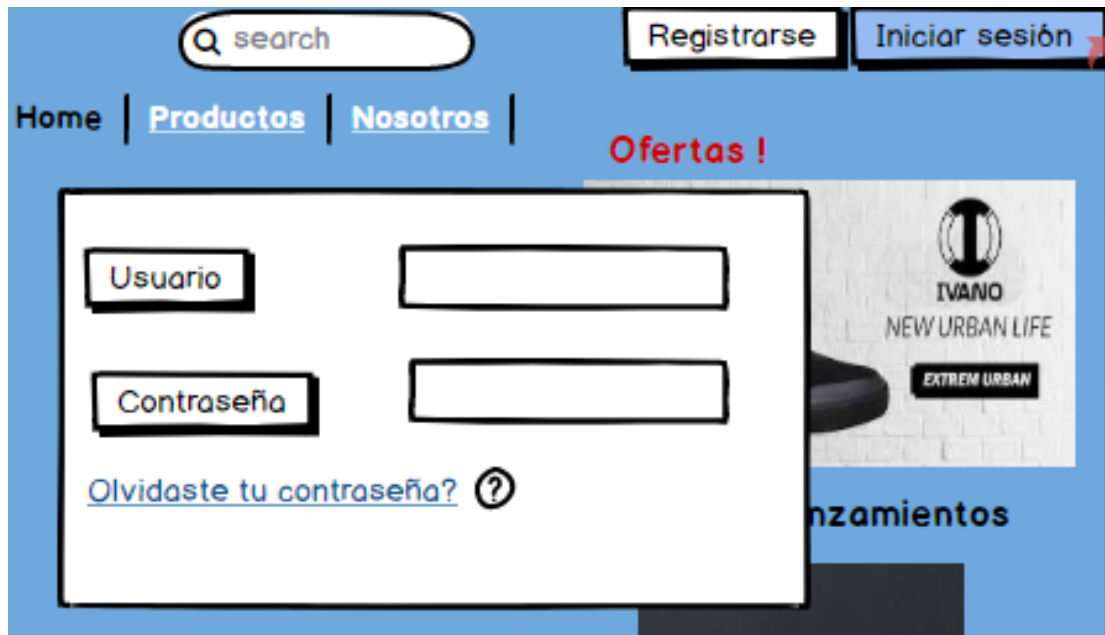 search
Registrarse
Iniciar sesión
Home
Productos
Nosotros
Ofertas !
Usuario
Contraseña
Olvidaste tu contraseña? ?
IVANO
NEW URBAN LIFE
EXTREM URBAN
nzamientos